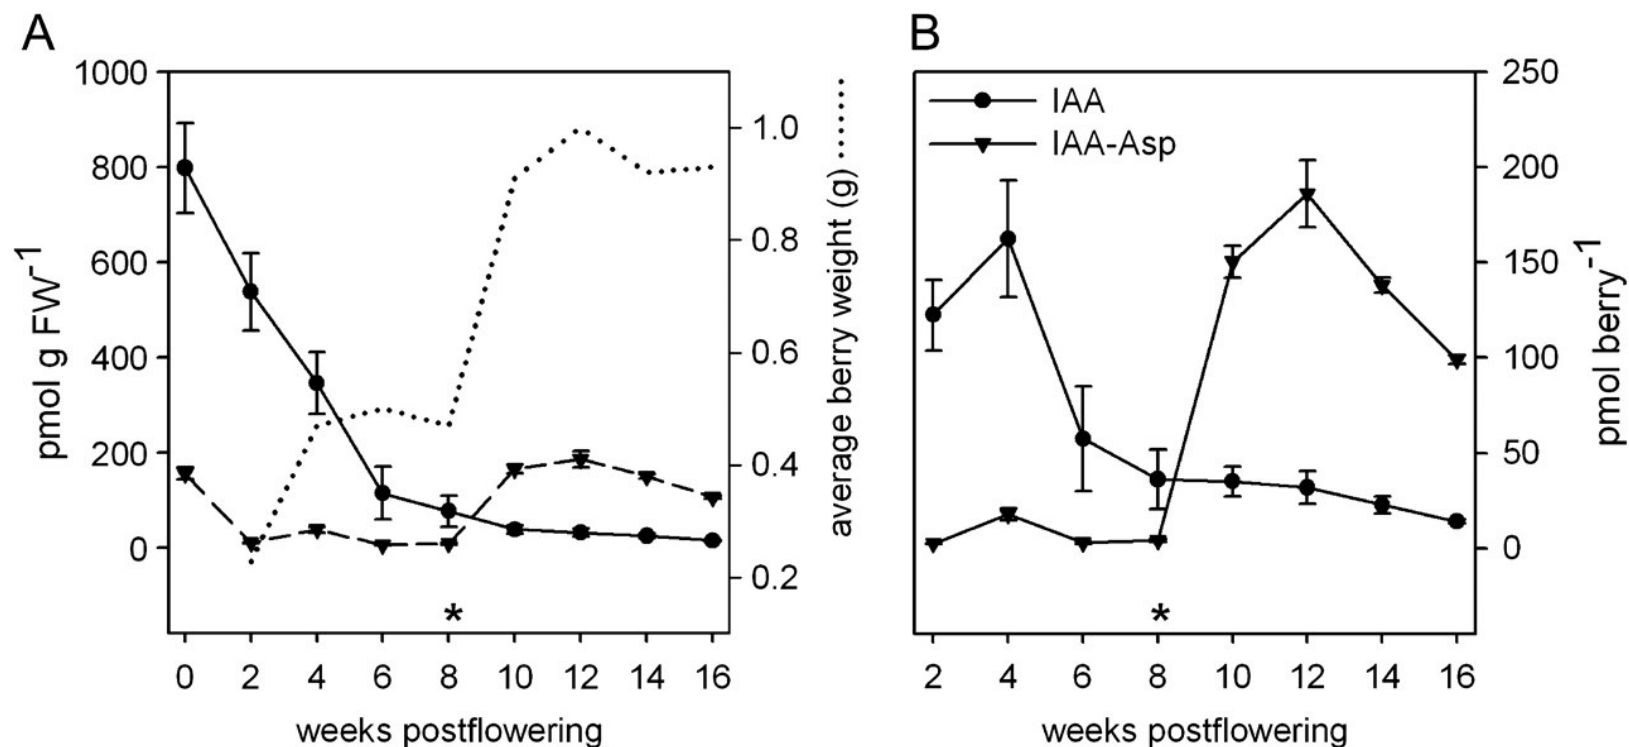 A
B
1000
800
600
400
200
0
pmol g FW⁻¹
1.0
0.8
0.6
0.4
0.2
average berry weight (g)
*
0 2 4 6 8 10 12 14 16
weeks postflowering
IAA
IAA-Asp
250
200
150
100
50
0
pmol berry⁻¹
*
2 4 6 8 10 12 14 16
weeks postflowering